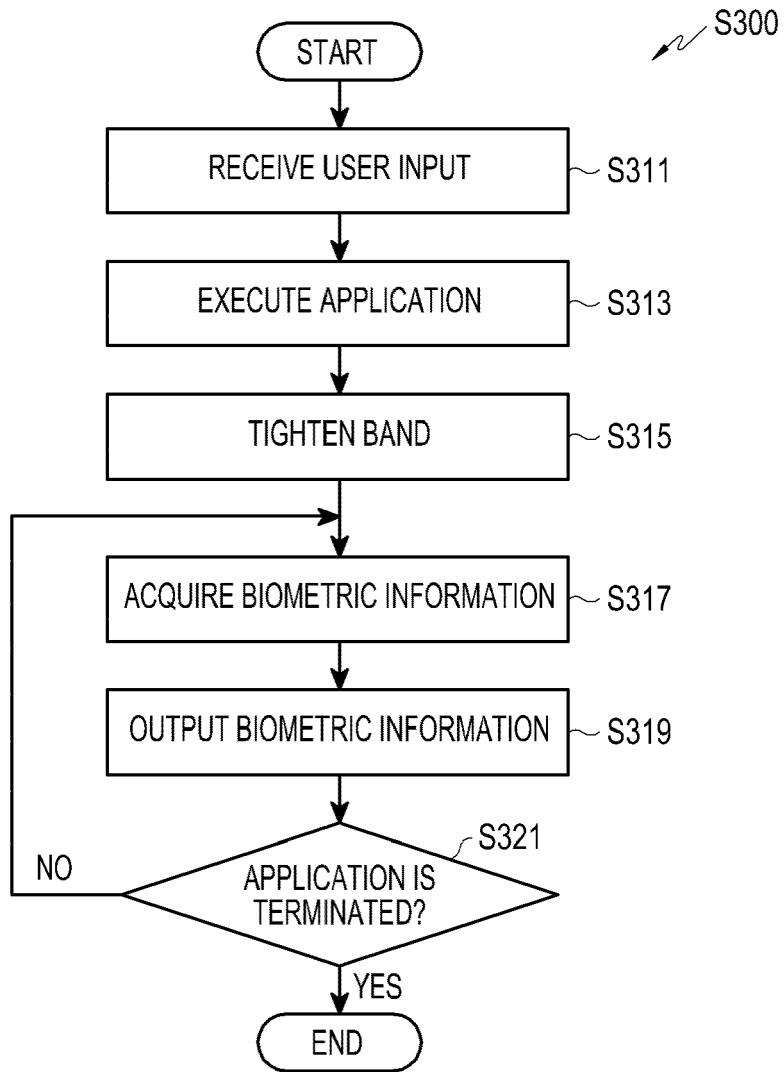 S300
START
RECEIVE USER INPUT
S311
EXECUTE APPLICATION
S313
TIGHTEN BAND
S315
ACQUIRE BIOMETRIC INFORMATION
S317
OUTPUT BIOMETRIC INFORMATION
S319
S321
APPLICATION IS
TERMINATED?
NO
YES
END